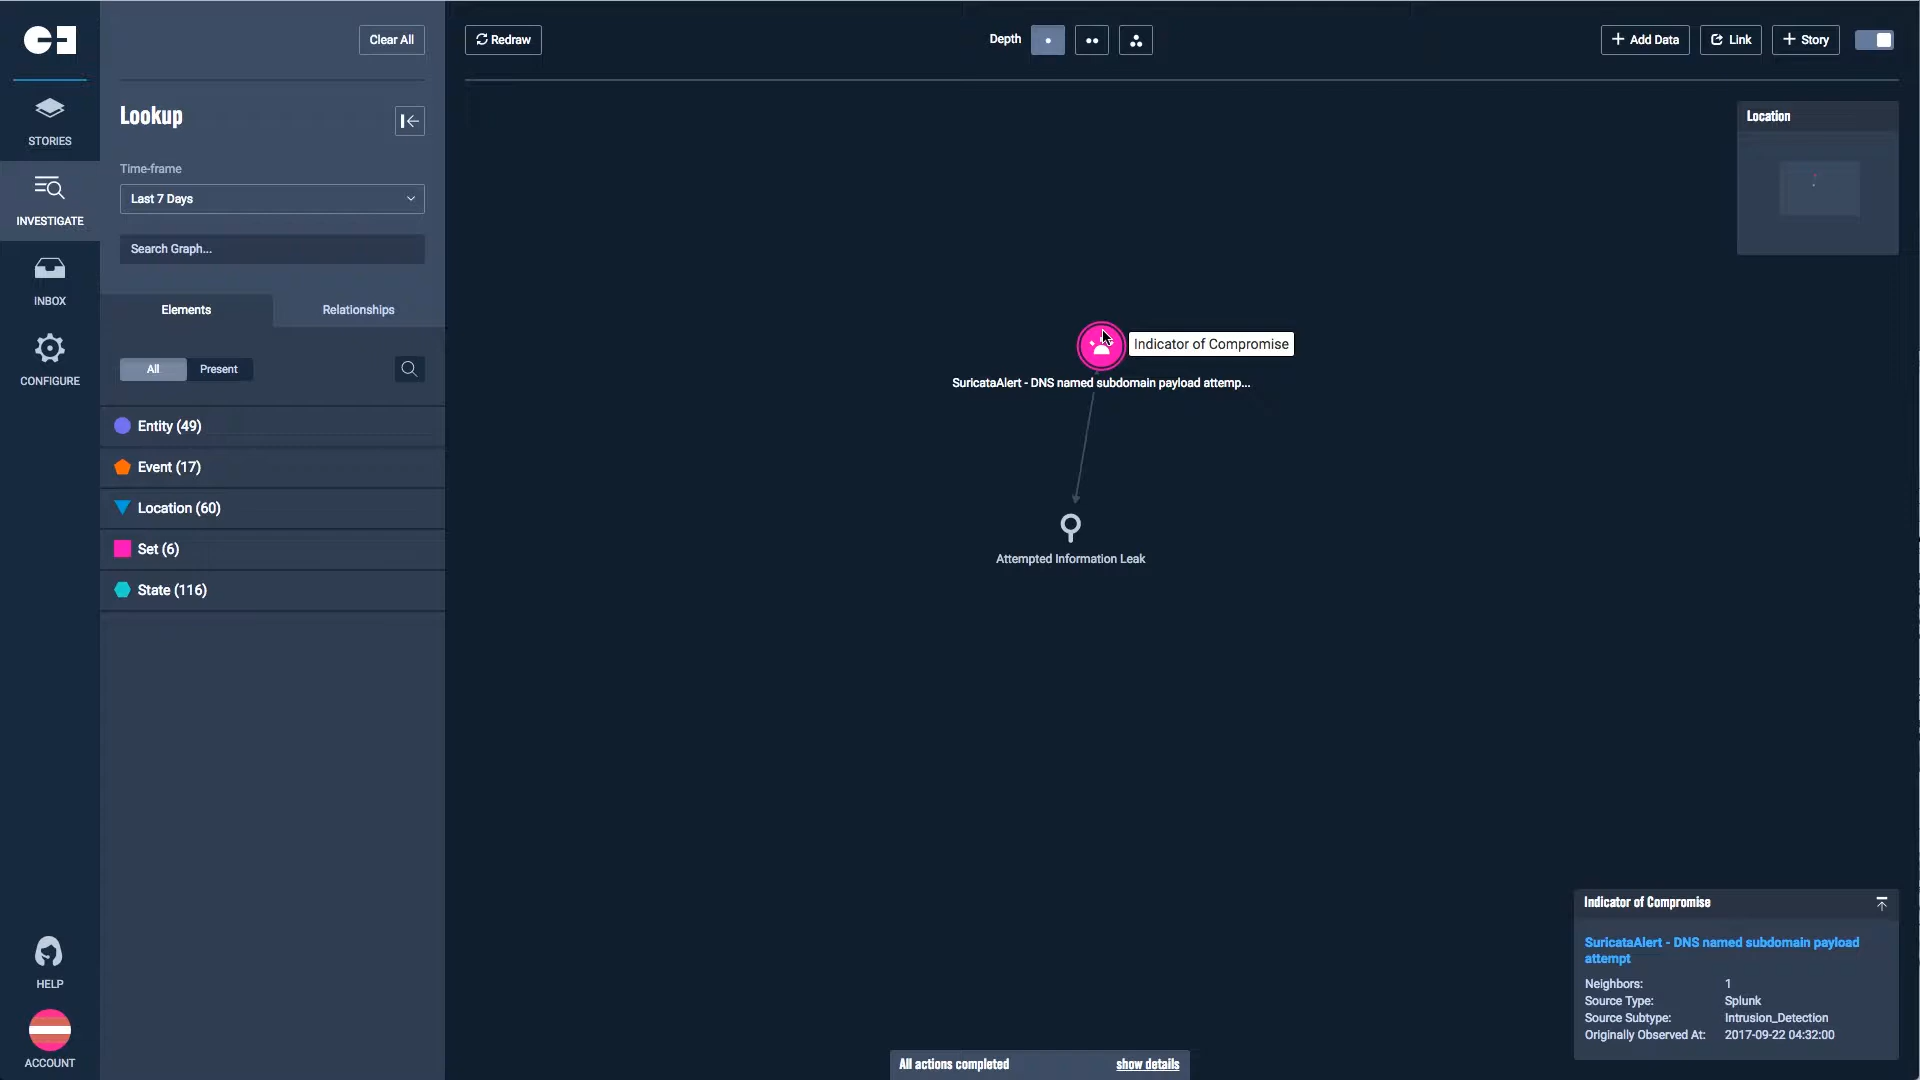 STORIES
INVESTIGATE
INBOX
CONFIGURE
HELP
ACCOUNT
Clear All
Lookup
Time-frame
Last 7 Days
Search Graph...
Elements
Relationships
All
Present
Entity (49)
Event (17)
Location (60)
Set (6)
State (116)
Redraw
Depth
Add Data
Link
Story
Location
Indicator of Compromise
SuricataAlert - DNS named subdomain payload attemp...
Attempted Information Leak
Indicator of Compromise
SuricataAlert - DNS named subdomain payload
attempt
Neighbors: 1
Source Type: Splunk
Source Subtype: Intrusion_Detection
Originally Observed At: 2017-09-22 04:32:00
All actions completed show details